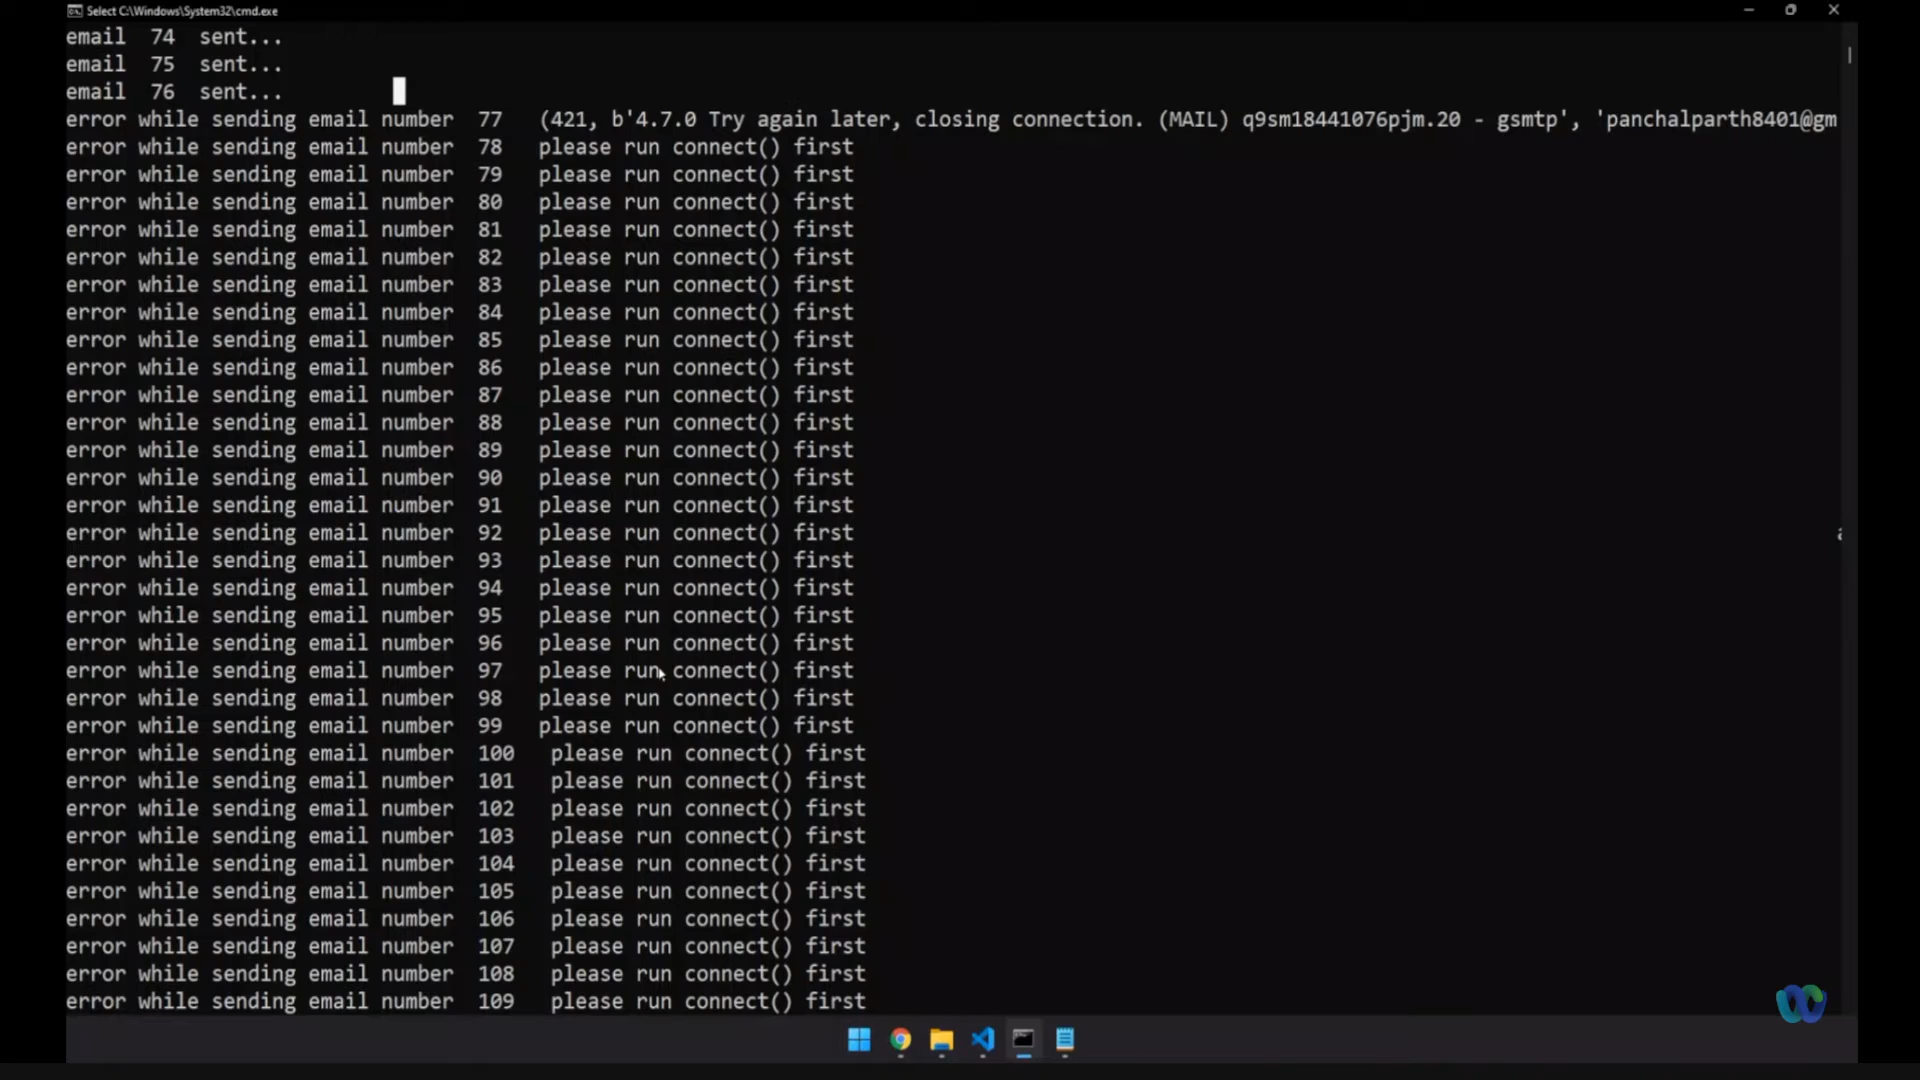 Select C:\Windows\System32\cmd.exe
email  74  sent...
email  75  sent...
email  76  sent...
error while sending email number  77   (421, b'4.7.0 Try again later, closing connection. (MAIL) q9sm18441076pjm.20 - gsmtp', 'panchalparth8401@gm
error while sending email number  78   please run connect() first
error while sending email number  79   please run connect() first
error while sending email number  80   please run connect() first
error while sending email number  81   please run connect() first
error while sending email number  82   please run connect() first
error while sending email number  83   please run connect() first
error while sending email number  84   please run connect() first
error while sending email number  85   please run connect() first
error while sending email number  86   please run connect() first
error while sending email number  87   please run connect() first
error while sending email number  88   please run connect() first
error while sending email number  89   please run connect() first
error while sending email number  90   please run connect() first
error while sending email number  91   please run connect() first
error while sending email number  92   please run connect() first
error while sending email number  93   please run connect() first
error while sending email number  94   please run connect() first
error while sending email number  95   please run connect() first
error while sending email number  96   please run connect() first
error while sending email number  97   please run connect() first
error while sending email number  98   please run connect() first
error while sending email number  99   please run connect() first
error while sending email number  100   please run connect() first
error while sending email number  101   please run connect() first
error while sending email number  102   please run connect() first
error while sending email number  103   please run connect() first
error while sending email number  104   please run connect() first
error while sending email number  105   please run connect() first
error while sending email number  106   please run connect() first
error while sending email number  107   please run connect() first
error while sending email number  108   please run connect() first
error while sending email number  109   please run connect() first